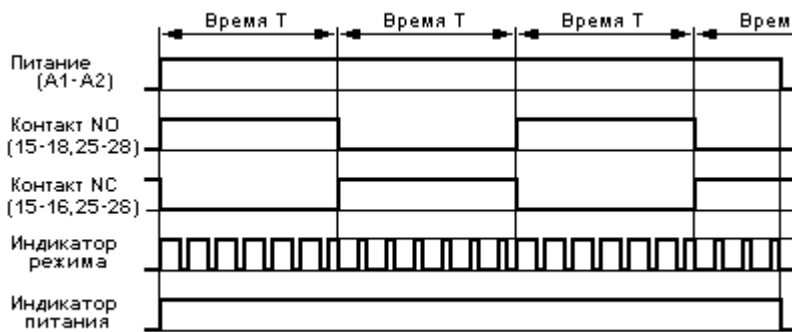 Время T Время T Время T Время
Питание
(А1-А2)
Контакт NO
(15-18,25-28)
Контакт NC
(15-16,25-26)
Индикатор
режима
Индикатор
питания